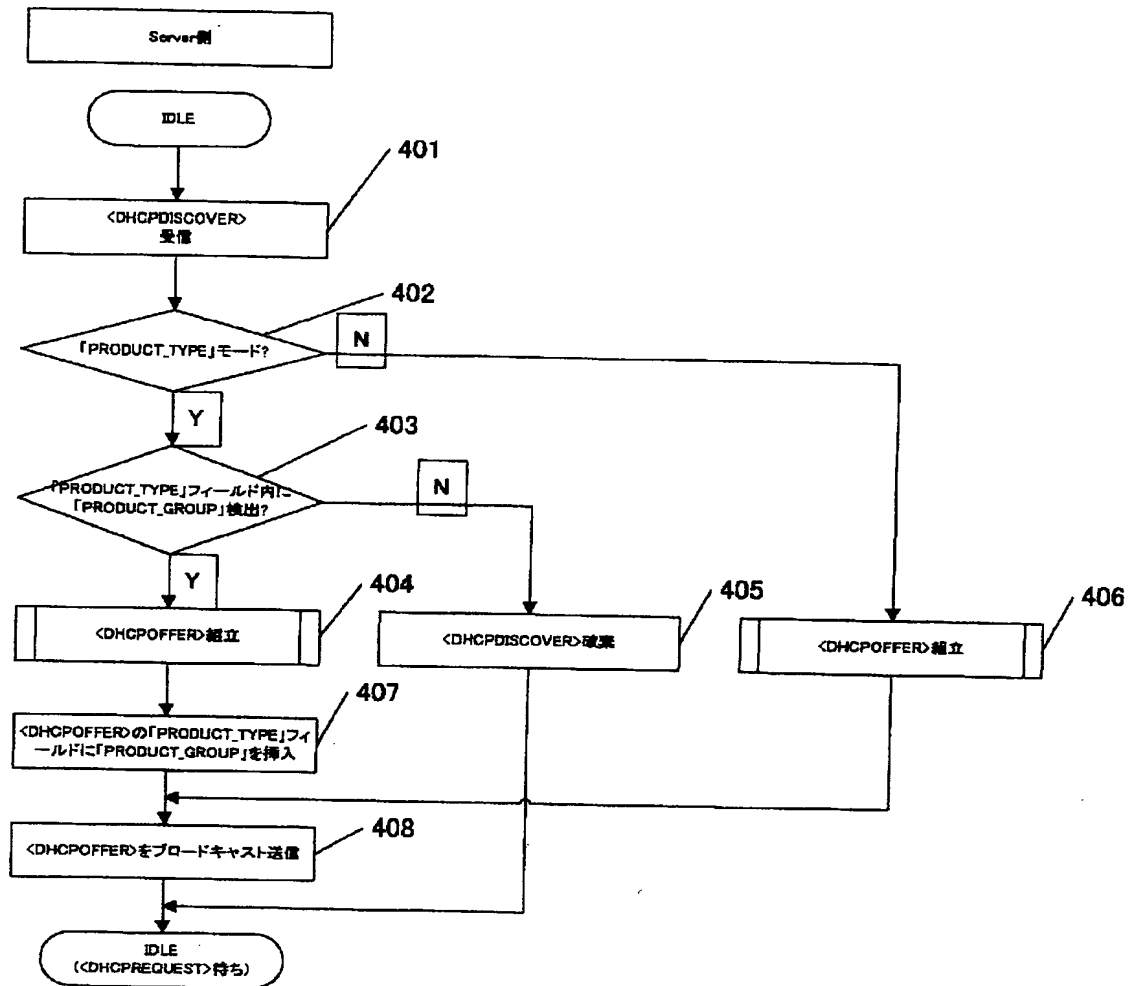 Server側
IDLE
401
<DHCPDISCOVER>
受信
402
「PRODUCT_TYPE」モード?
N
Y
403
「PRODUCT_TYPE」フィールド内に
「PRODUCT_GROUP」検出?
N
Y
404
<DHCPOFFER>組立
405
<DHCPDISCOVER>破棄
406
<DHCPOFFER>組立
407
<DHCPOFFER>の「PRODUCT_TYPE」フィ
ールドに「PRODUCT_GROUP」を挿入
408
<DHCPOFFER>をブロードキャスト送信
IDLE
(<DHCPREQUEST>待ち)